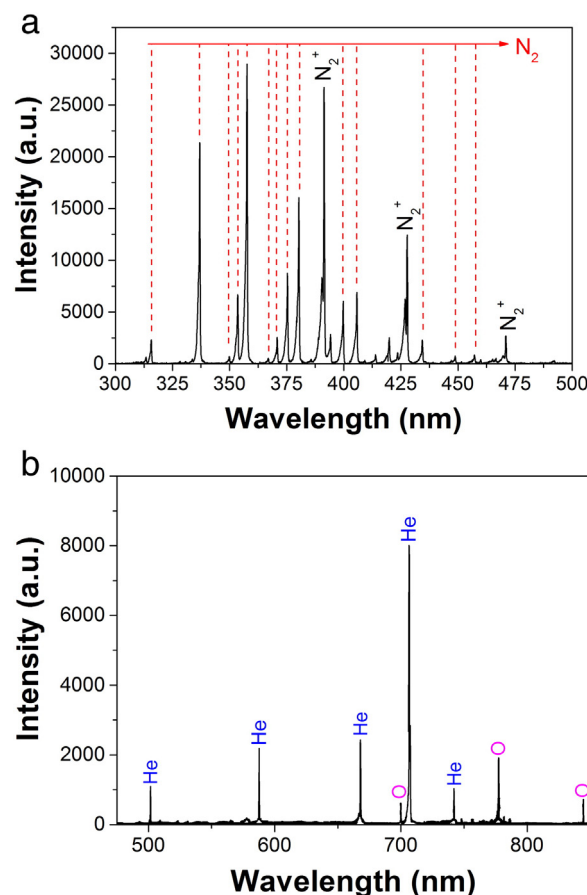 a
30000
25000
20000
15000
10000
5000
0
Intensity (a.u.)
N₂
N₂⁺
N₂⁺
N₂⁺
300 325 350 375 400 425 450 475 500
Wavelength (nm)
b
10000
8000
6000
4000
2000
0
Intensity (a.u.)
He
He
He
O
He
He
O
O
500 600 700 800
Wavelength (nm)